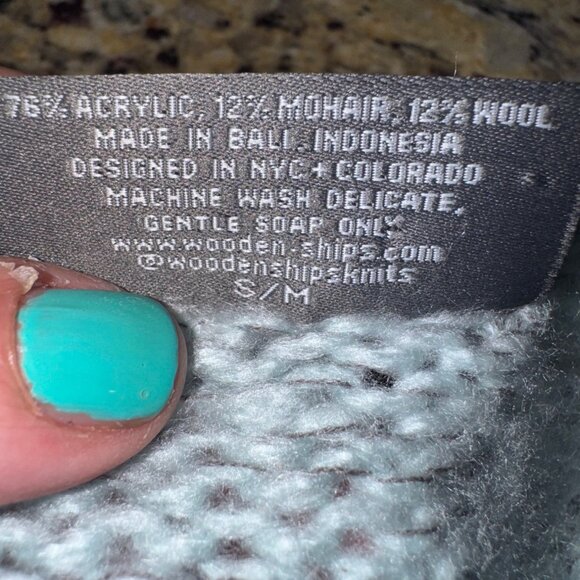 76% ACRYLIC, 12% MOHAIR, 12% WOOL
MADE IN BALI, INDONESIA
DESIGNED IN NYC + COLORADO
MACHINE WASH DELICATE,
GENTLE SOAP ONLY
www.wooden-ships.com
@woodenshipsknits
S/M